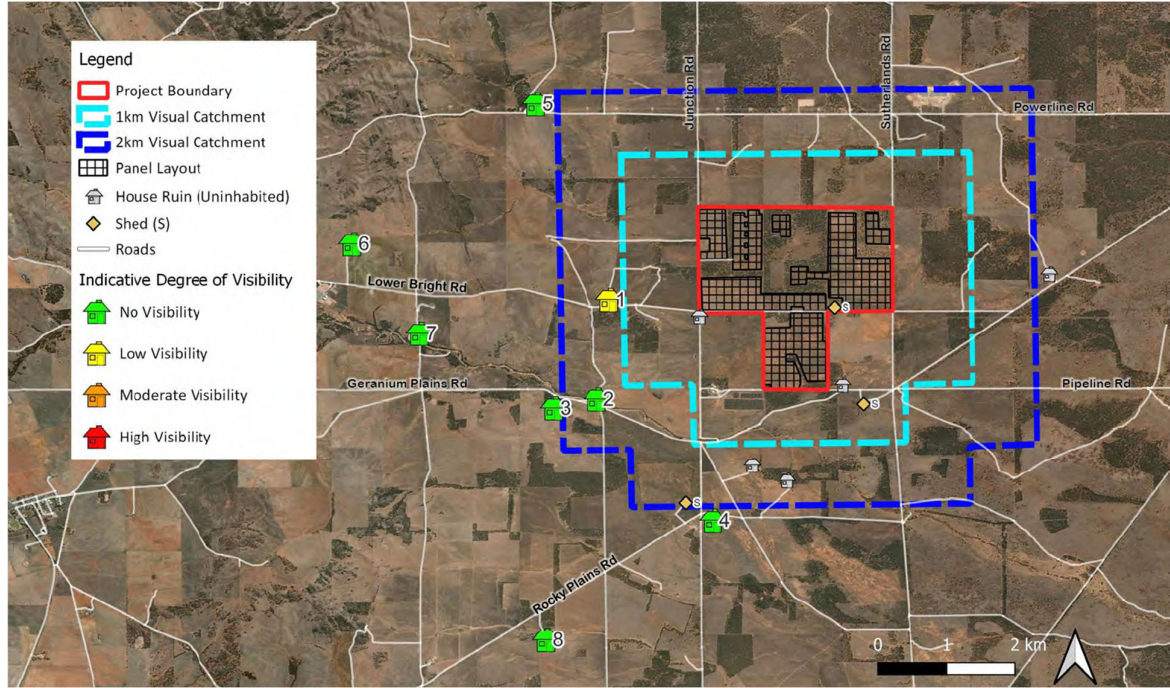 Legend
Project Boundary
1km Visual Catchment
2km Visual Catchment
Panel Layout
House Ruin (Uninhabited)
Shed (S)
Roads
Indicative Degree of Visibility
No Visibility
Low Visibility
Moderate Visibility
High Visibility
Junction Rd
Sutherlands Rd
Powerline Rd
5
6
Lower Bright Rd
1
S
7
Geranium Plains Rd
Pipeline Rd
3
2
S
S
4
Rocky Plains Rd
8
0 1 2 km